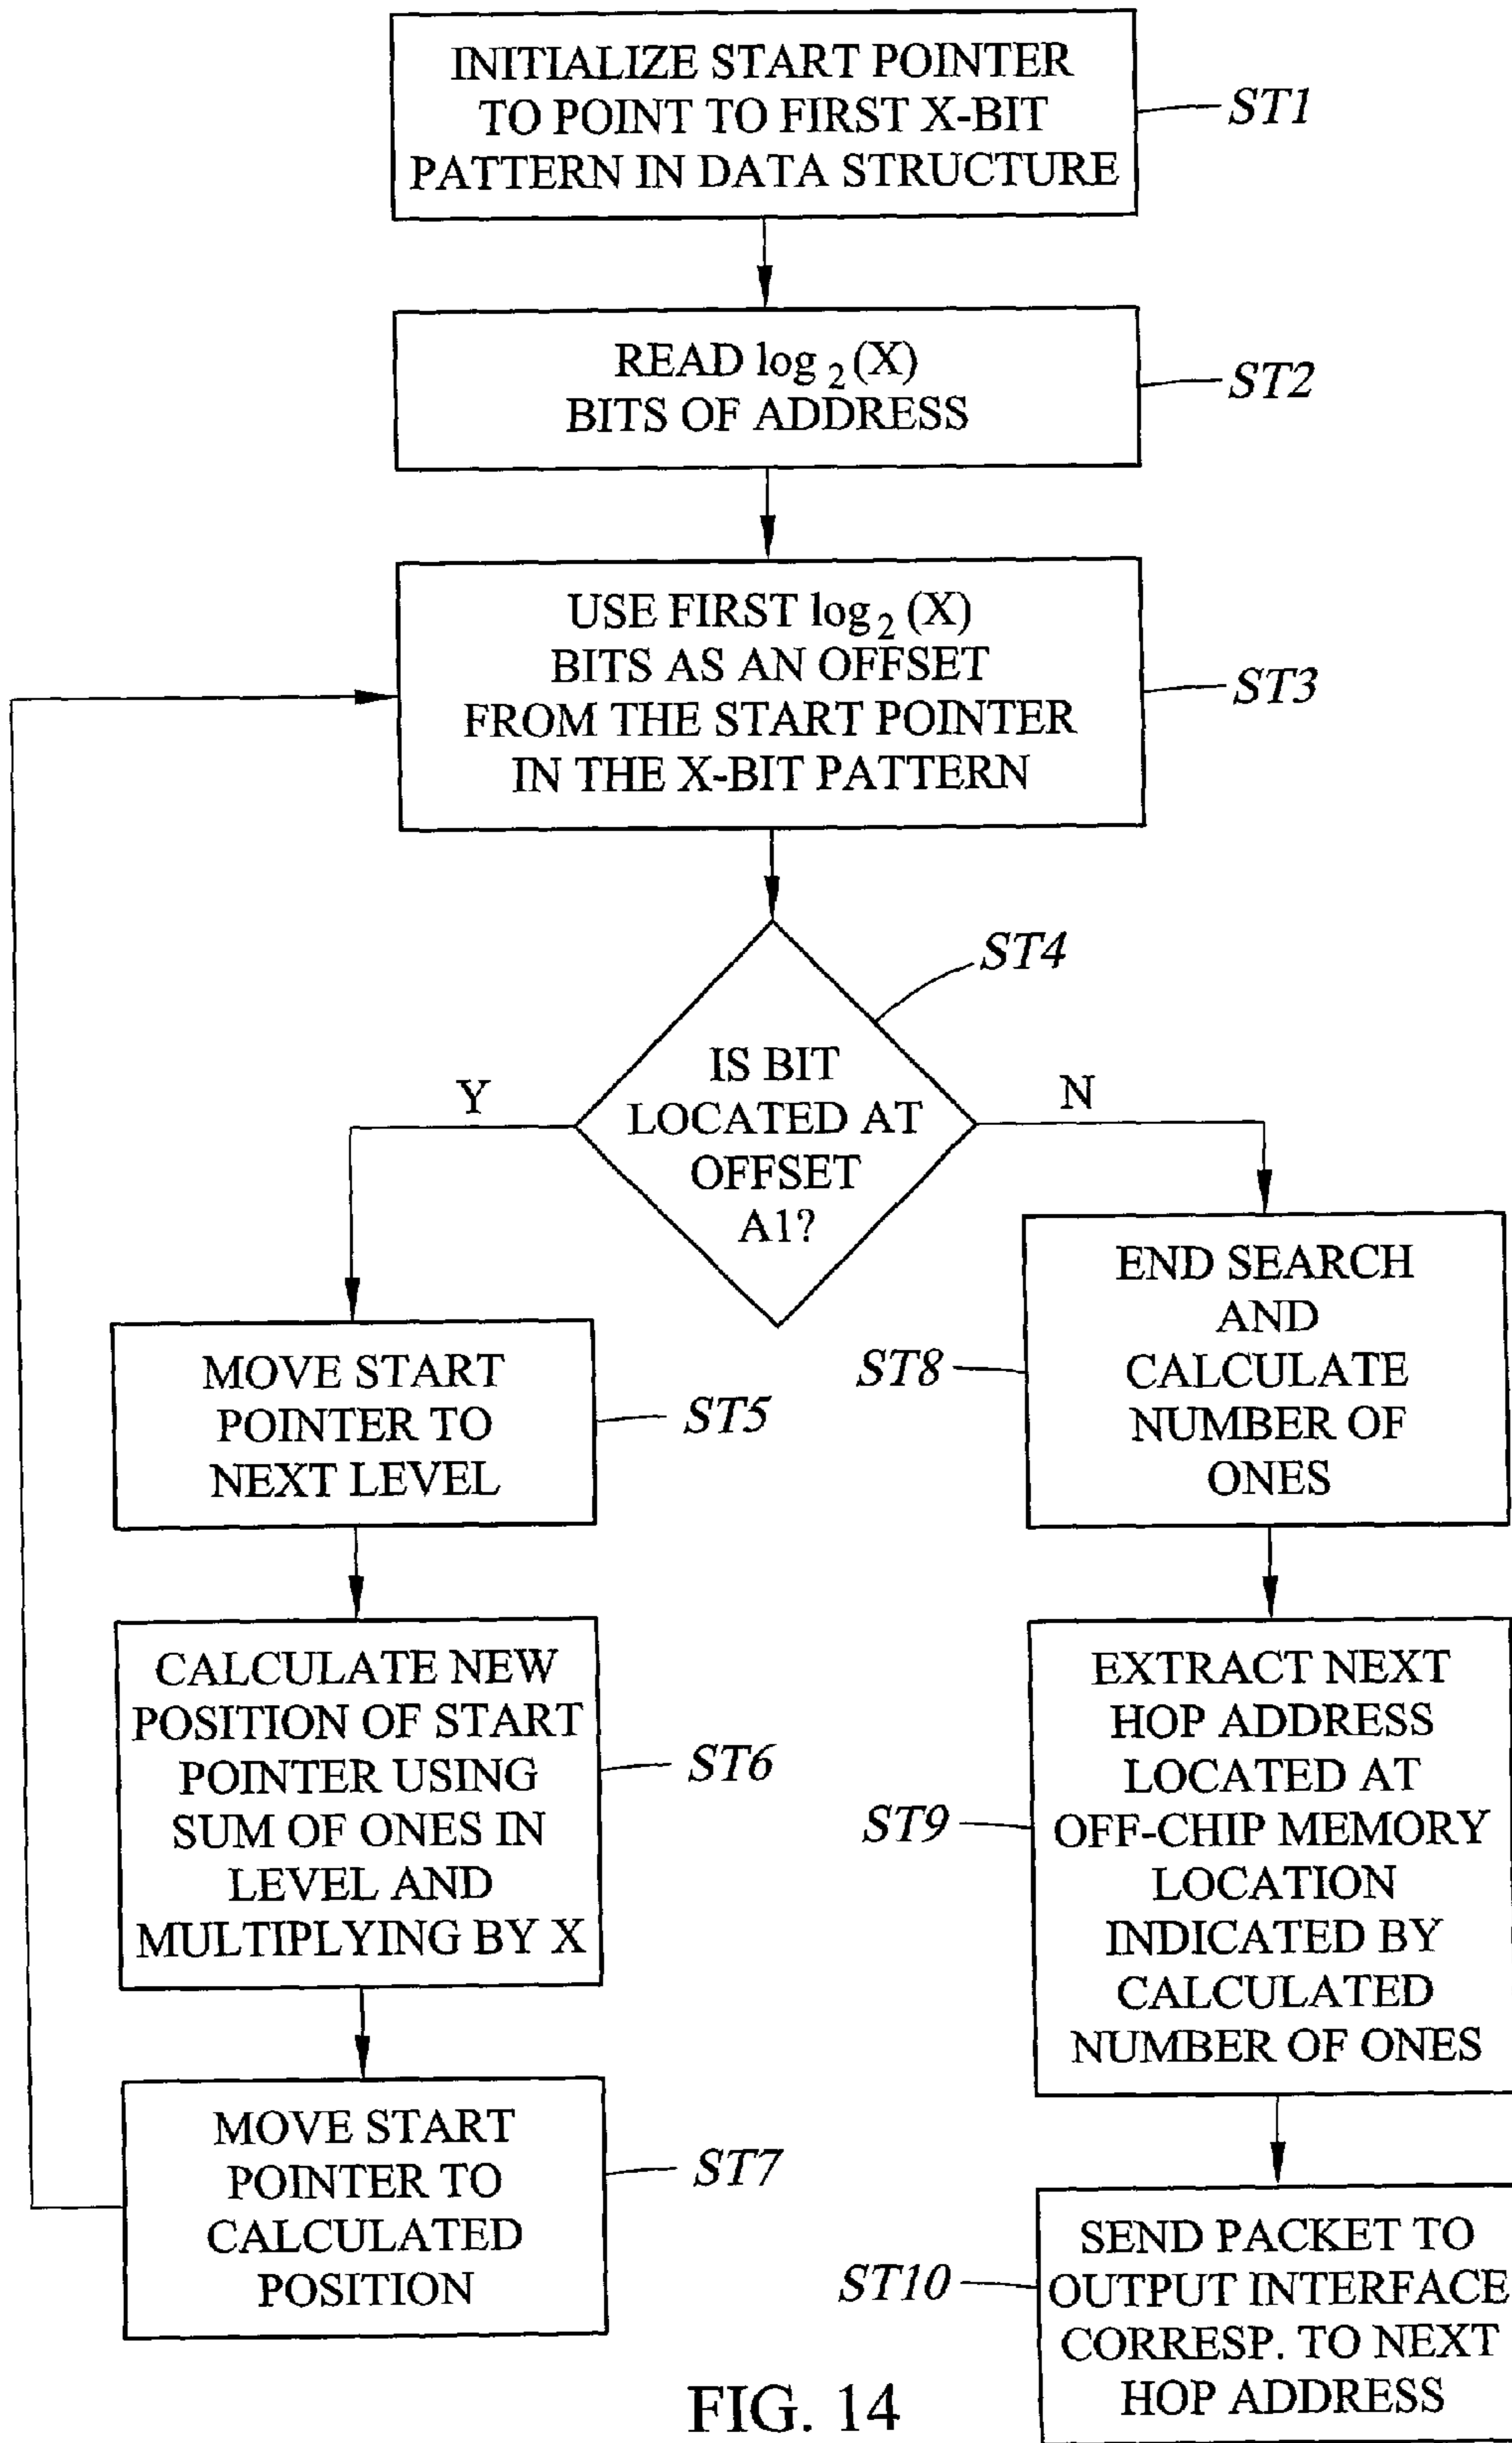 INITIALIZE START POINTER
TO POINT TO FIRST X-BIT
PATTERN IN DATA STRUCTURE
ST1
READ log 2 (X)
BITS OF ADDRESS
ST2
USE FIRST log 2 (X)
BITS AS AN OFFSET
FROM THE START POINTER
IN THE X-BIT PATTERN
ST3
ST4
IS BIT
LOCATED AT
OFFSET
A1?
Y
N
MOVE START
POINTER TO
NEXT LEVEL
ST5
CALCULATE NEW
POSITION OF START
POINTER USING
SUM OF ONES IN
LEVEL AND
MULTIPLYING BY X
ST6
MOVE START
POINTER TO
CALCULATED
POSITION
ST7
END SEARCH
AND
CALCULATE
NUMBER OF
ONES
ST8
EXTRACT NEXT
HOP ADDRESS
LOCATED AT
OFF-CHIP MEMORY
LOCATION
INDICATED BY
CALCULATED
NUMBER OF ONES
ST9
SEND PACKET TO
OUTPUT INTERFACE
CORRESP. TO NEXT
HOP ADDRESS
ST10
FIG. 14